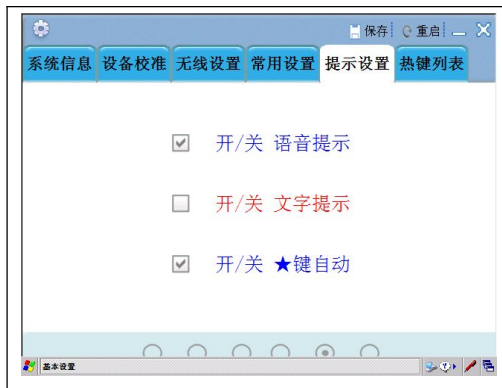 保存 重启
系统信息 设备校准 无线设置 常用设置 提示设置 热键列表
开/关 语音提示
开/关 文字提示
开/关 ★键自动
基本设置